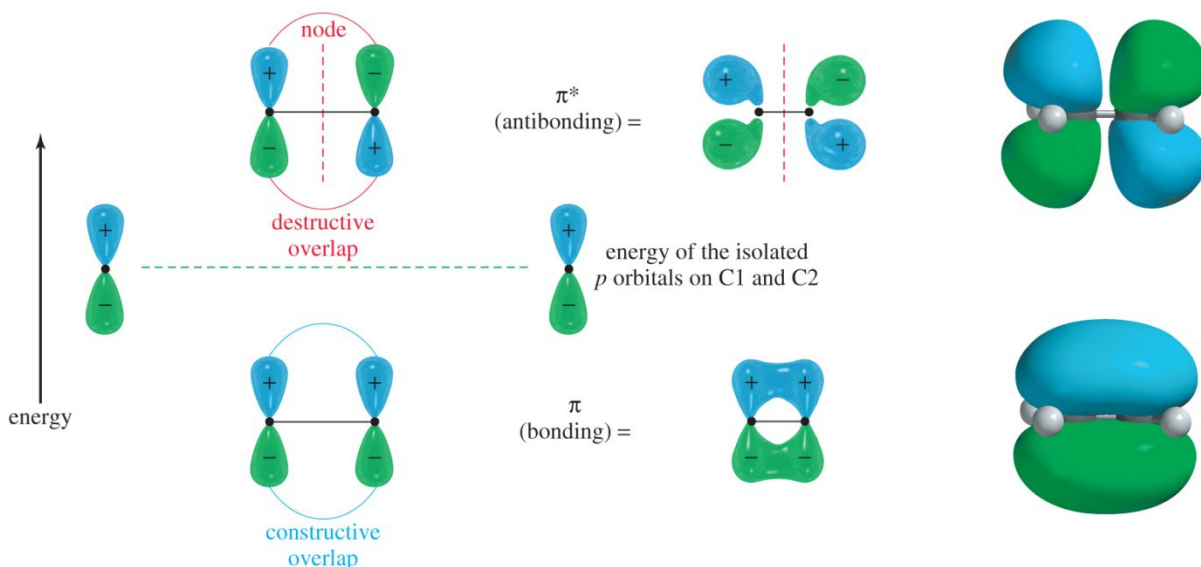 node
+
−
−
+
destructive
overlap
π*
(antibonding) =
+
−
−
+
+
−
+
−
energy of the isolated
p orbitals on C1 and C2
energy
+
+
−
−
constructive
overlap
π
(bonding) =
+ +
− −